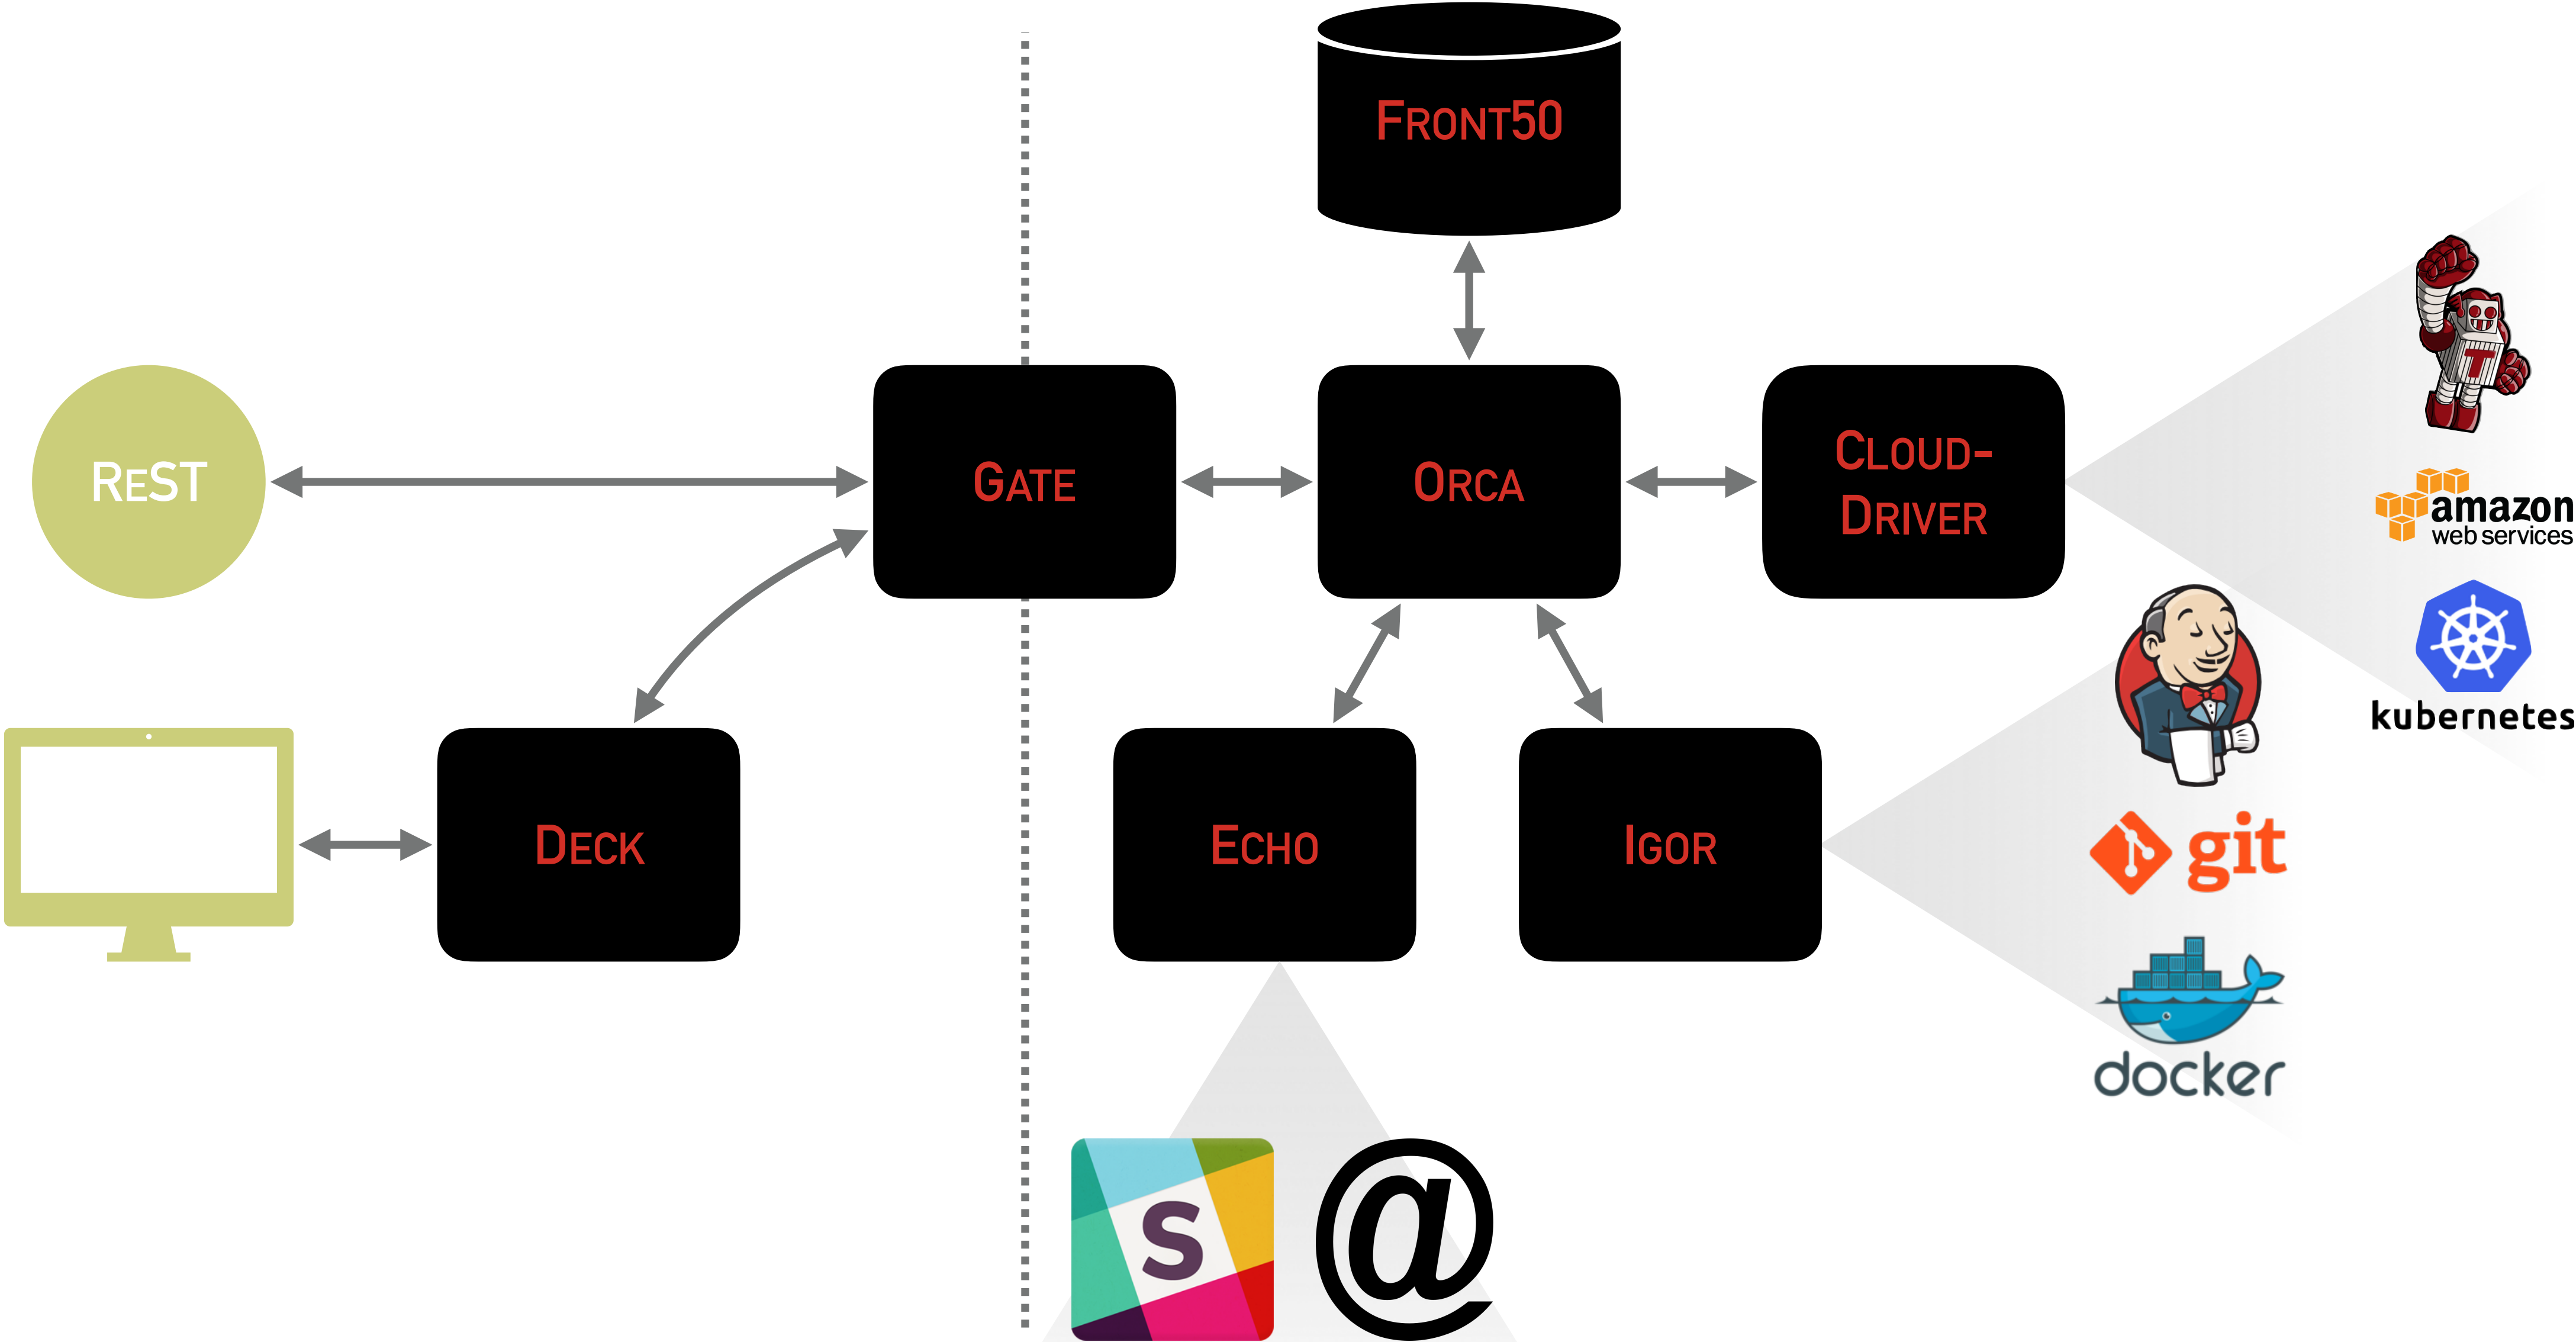 FRONT50
REST
GATE
ORCA
CLOUD-
DRIVER
T
amazon
web services
kubernetes
DECK
ECHO
IGOR
git
docker
S
@